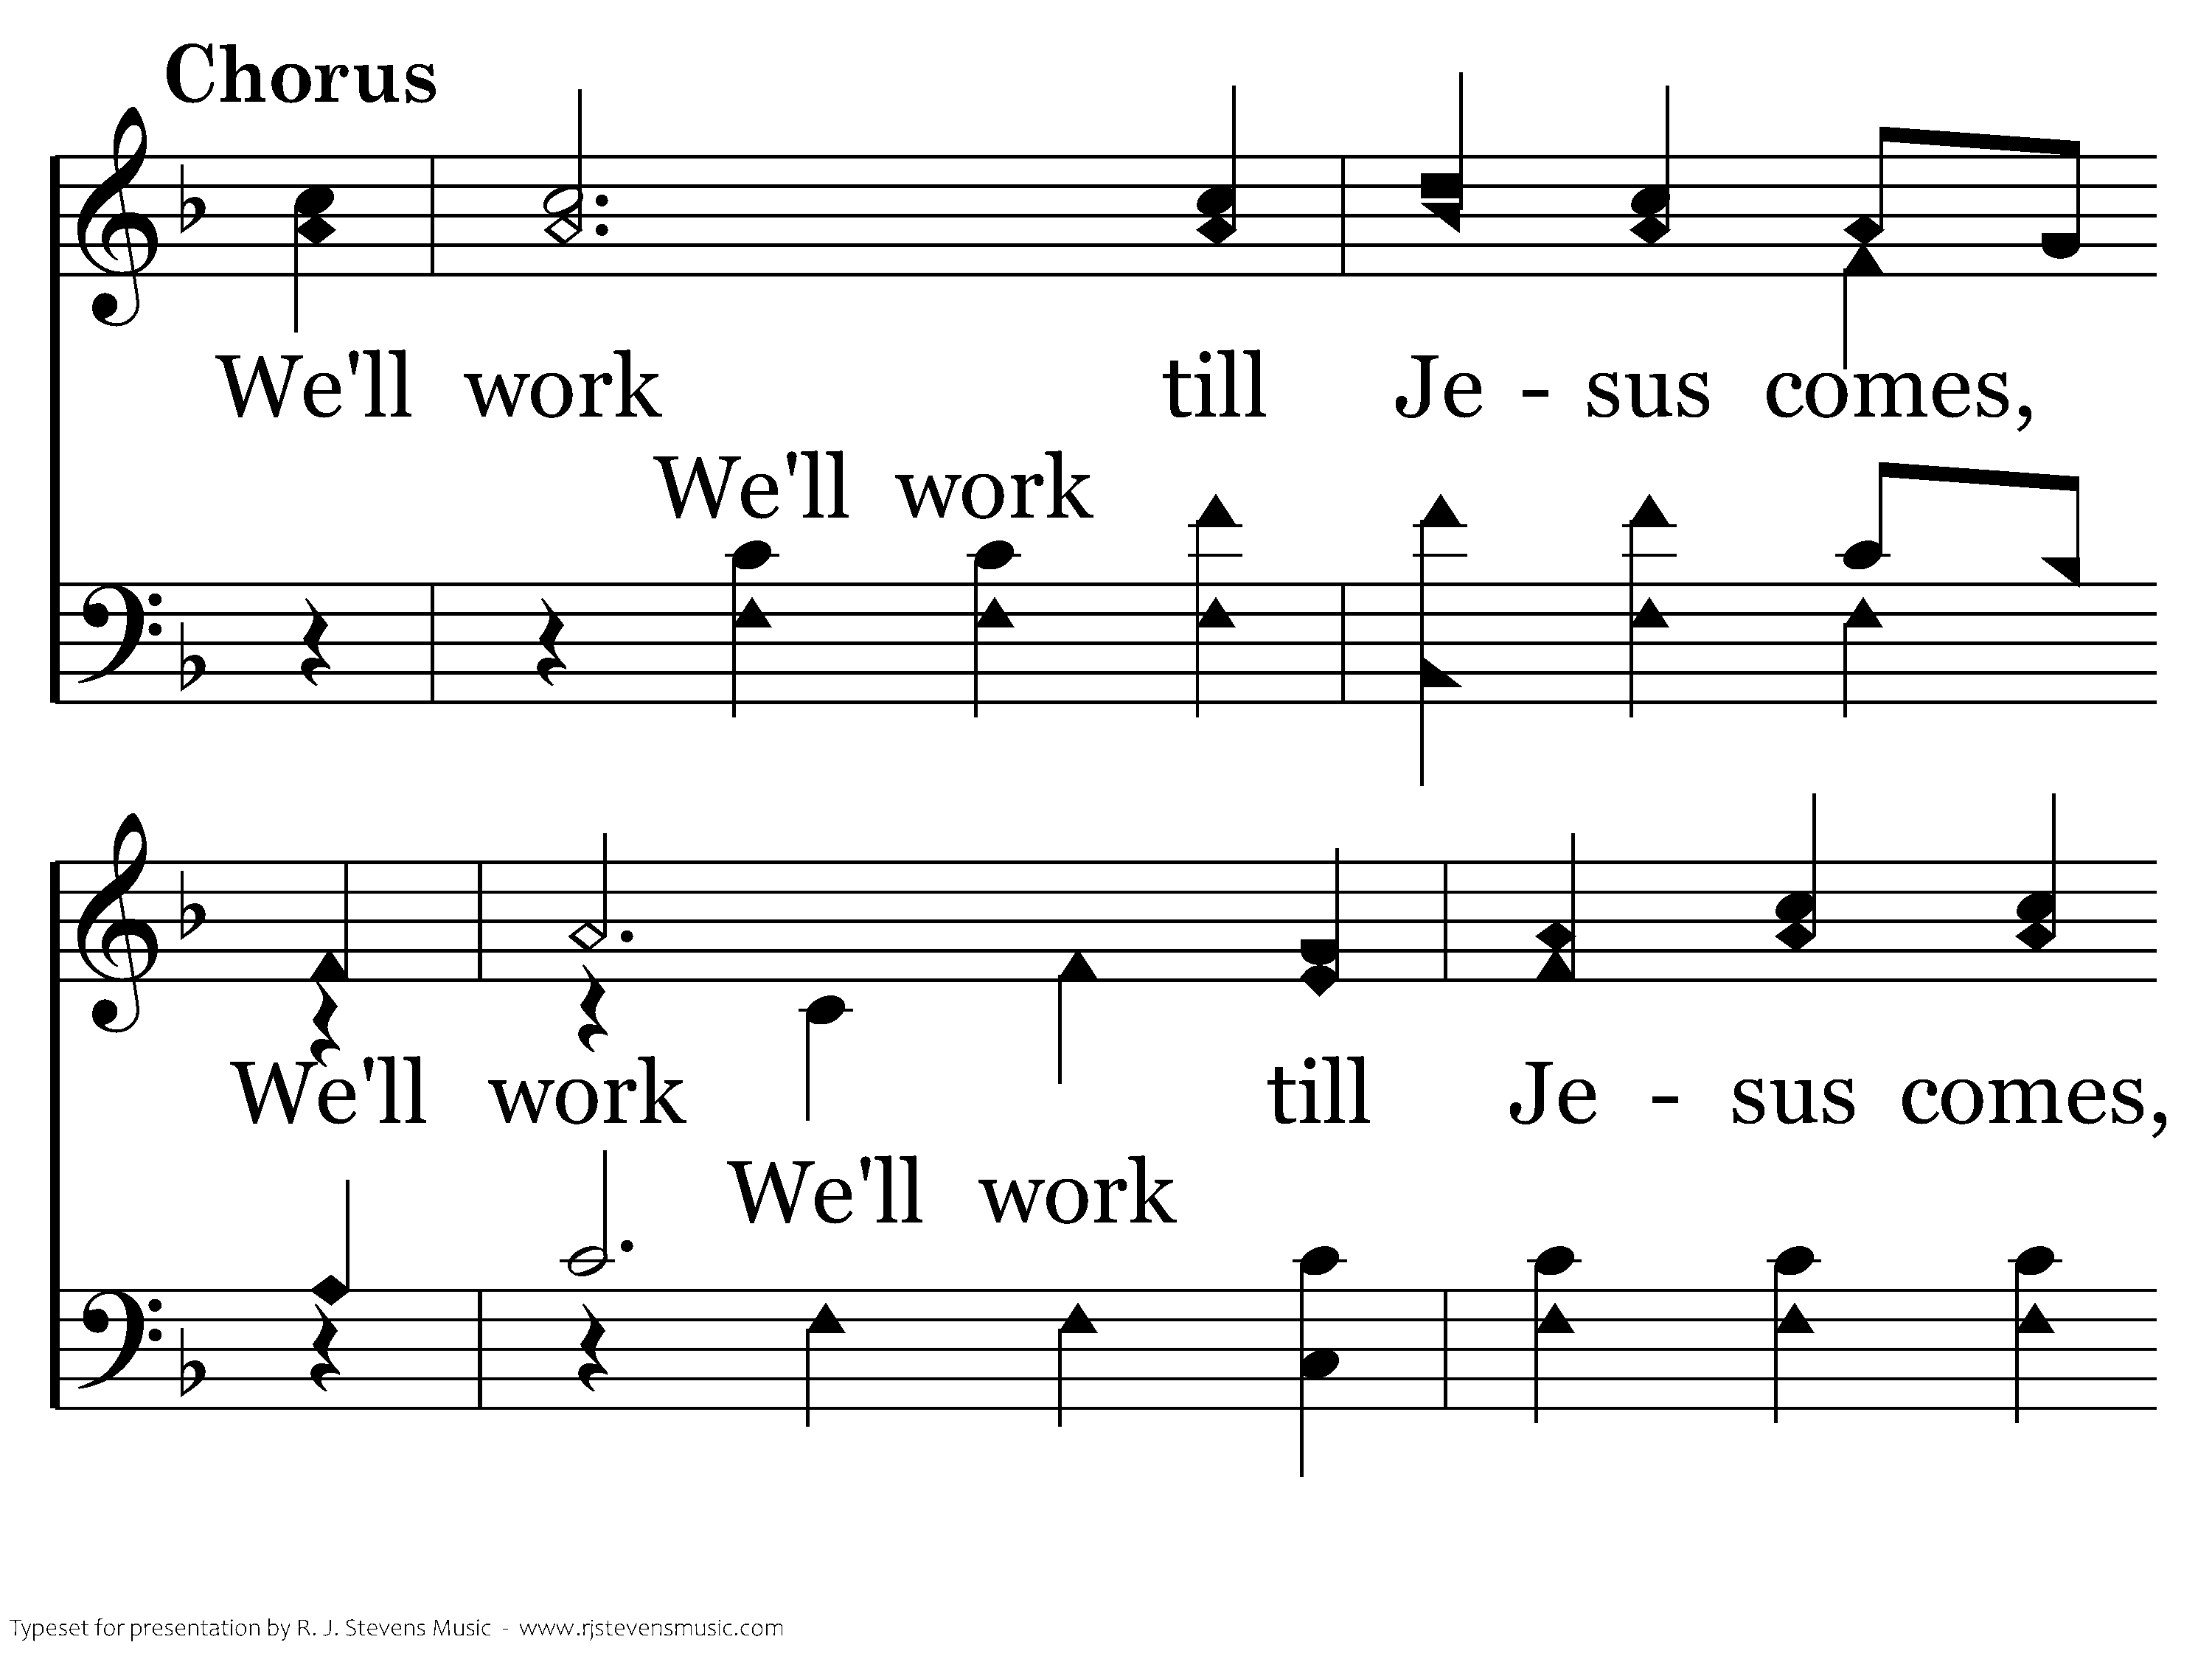 Chorus
We'll work till Je - sus comes,
We'll work
We'll work till Je - sus comes,
We'll work
Typeset for presentation by R. J. Stevens Music - www.rjstevensmusic.com